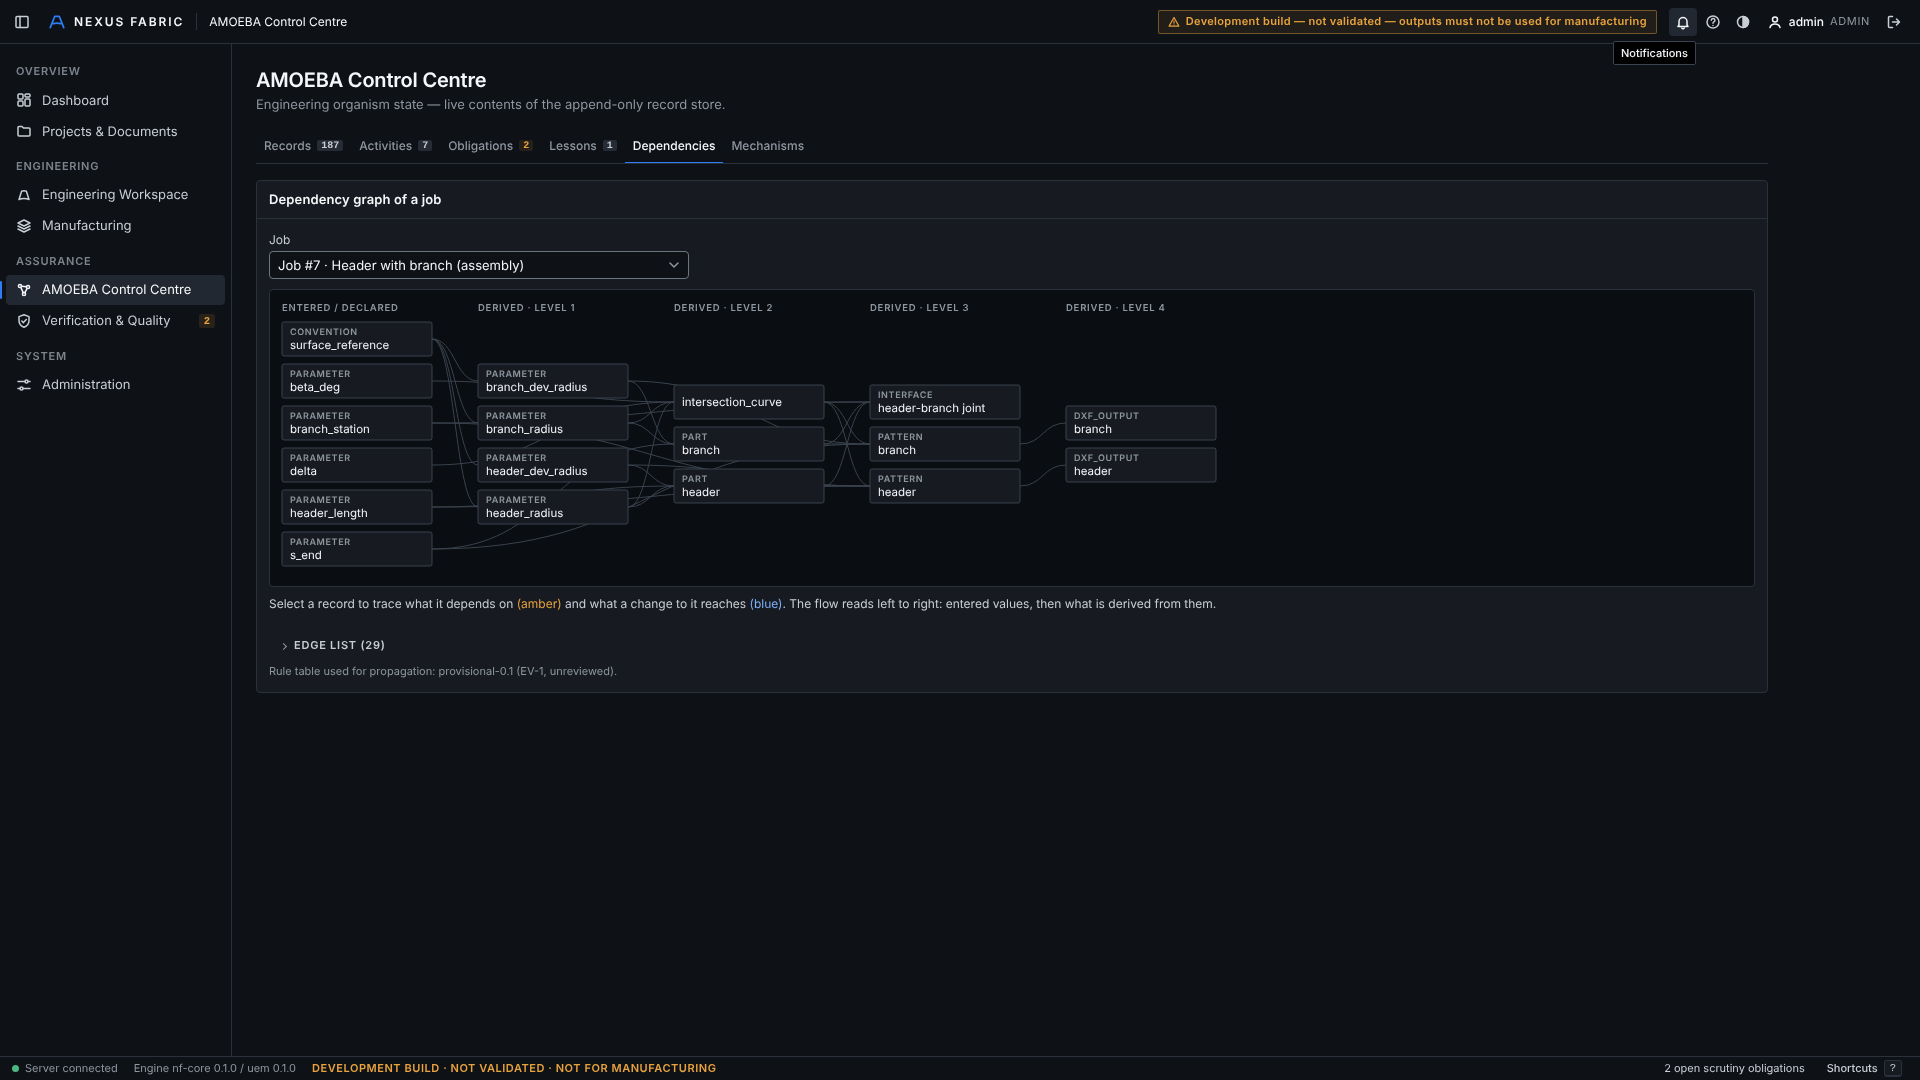 NEXUS FABRIC
AMOEBA Control Centre
Development build — not validated — outputs must not be used for manufacturing
admin ADMIN
Notifications
OVERVIEW
Dashboard
Projects & Documents
ENGINEERING
Engineering Workspace
Manufacturing
ASSURANCE
AMOEBA Control Centre
Verification & Quality 2
SYSTEM
Administration
AMOEBA Control Centre
Engineering organism state — live contents of the append-only record store.
Records 187 Activities 7 Obligations 2 Lessons 1 Dependencies Mechanisms
Dependency graph of a job
Job
Job #7 · Header with branch (assembly)
ENTERED / DECLARED
CONVENTION
surface_reference
PARAMETER
beta_deg
PARAMETER
branch_station
PARAMETER
delta
PARAMETER
header_length
PARAMETER
s_end
DERIVED · LEVEL 1
PARAMETER
branch_dev_radius
PARAMETER
branch_radius
PARAMETER
header_dev_radius
PARAMETER
header_radius
DERIVED · LEVEL 2
intersection_curve
PART
branch
PART
header
DERIVED · LEVEL 3
INTERFACE
header-branch joint
PATTERN
branch
PATTERN
header
DERIVED · LEVEL 4
DXF_OUTPUT
branch
DXF_OUTPUT
header
Select a record to trace what it depends on (amber) and what a change to it reaches (blue). The flow reads left to right: entered values, then what is derived from them.
EDGE LIST (29)
Rule table used for propagation: provisional-0.1 (EV-1, unreviewed).
Server connected
Engine nf-core 0.1.0 / uem 0.1.0
DEVELOPMENT BUILD · NOT VALIDATED · NOT FOR MANUFACTURING
2 open scrutiny obligations
Shortcuts ?